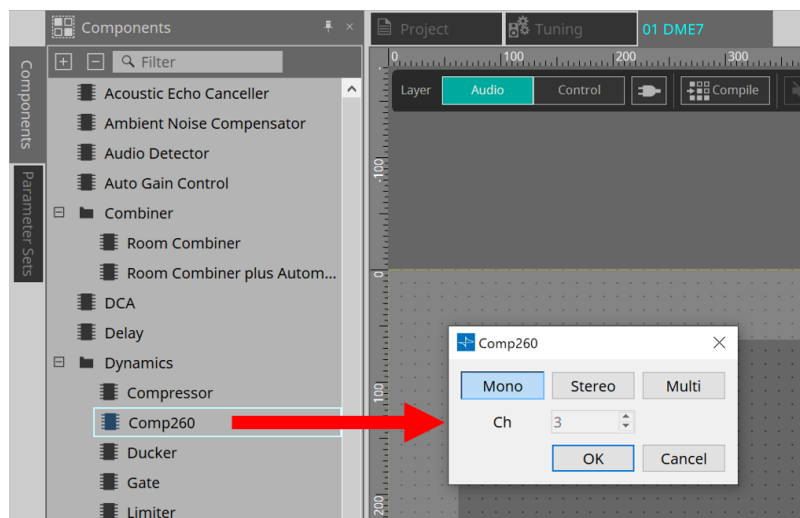 Components
Filter
Acoustic Echo Canceller
Ambient Noise Compensator
Audio Detector
Auto Gain Control
Combiner
Room Combiner
Room Combiner plus Autom...
DCA
Delay
Dynamics
Compressor
Comp260
Ducker
Gate
Limiter
Components
Parameter Sets
Project
Tuning
01 DME7
0
100
200
300
Layer
Audio
Control
Compile
-100
0
100
200
Comp260
Mono
Stereo
Multi
Ch
3
OK
Cancel